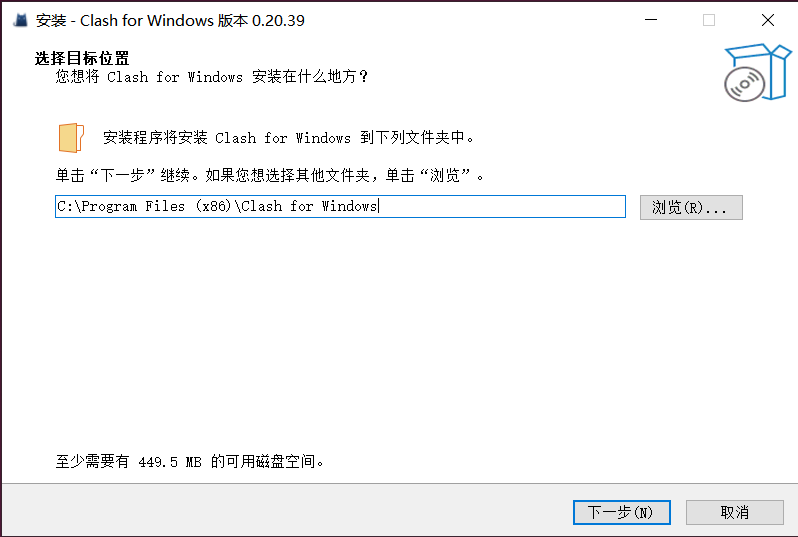 安装 - Clash for Windows 版本 0.20.39
选择目标位置
您想将 Clash for Windows 安装在什么地方？
安装程序将安装 Clash for Windows 到下列文件夹中。
单击“下一步”继续。如果您想选择其他文件夹，单击“浏览”。
C:\Program Files (x86)\Clash for Windows
浏览(R)...
至少需要有 449.5 MB 的可用磁盘空间。
下一步(N)
取消